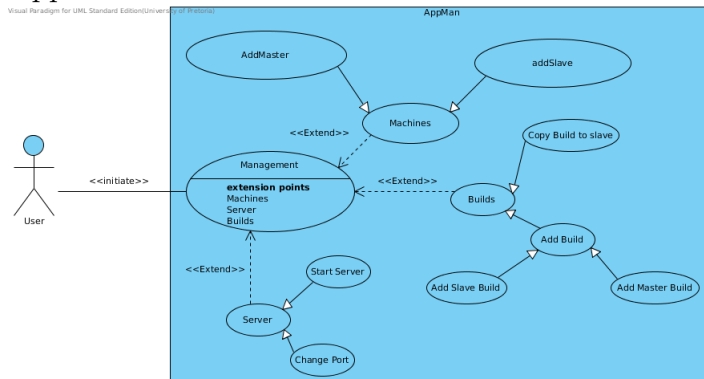 Visual Paradigm for UML Standard Edition(University of Pretoria)
AppMan
AddMaster
addSlave
Machines
<<Extend>>
Copy Build to slave
Management
extension points
Machines
Server
Builds
<<Extend>>
<<initiate>>
User
Builds
Add Build
<<Extend>>
Start Server
Add Slave Build
Add Master Build
Server
Change Port